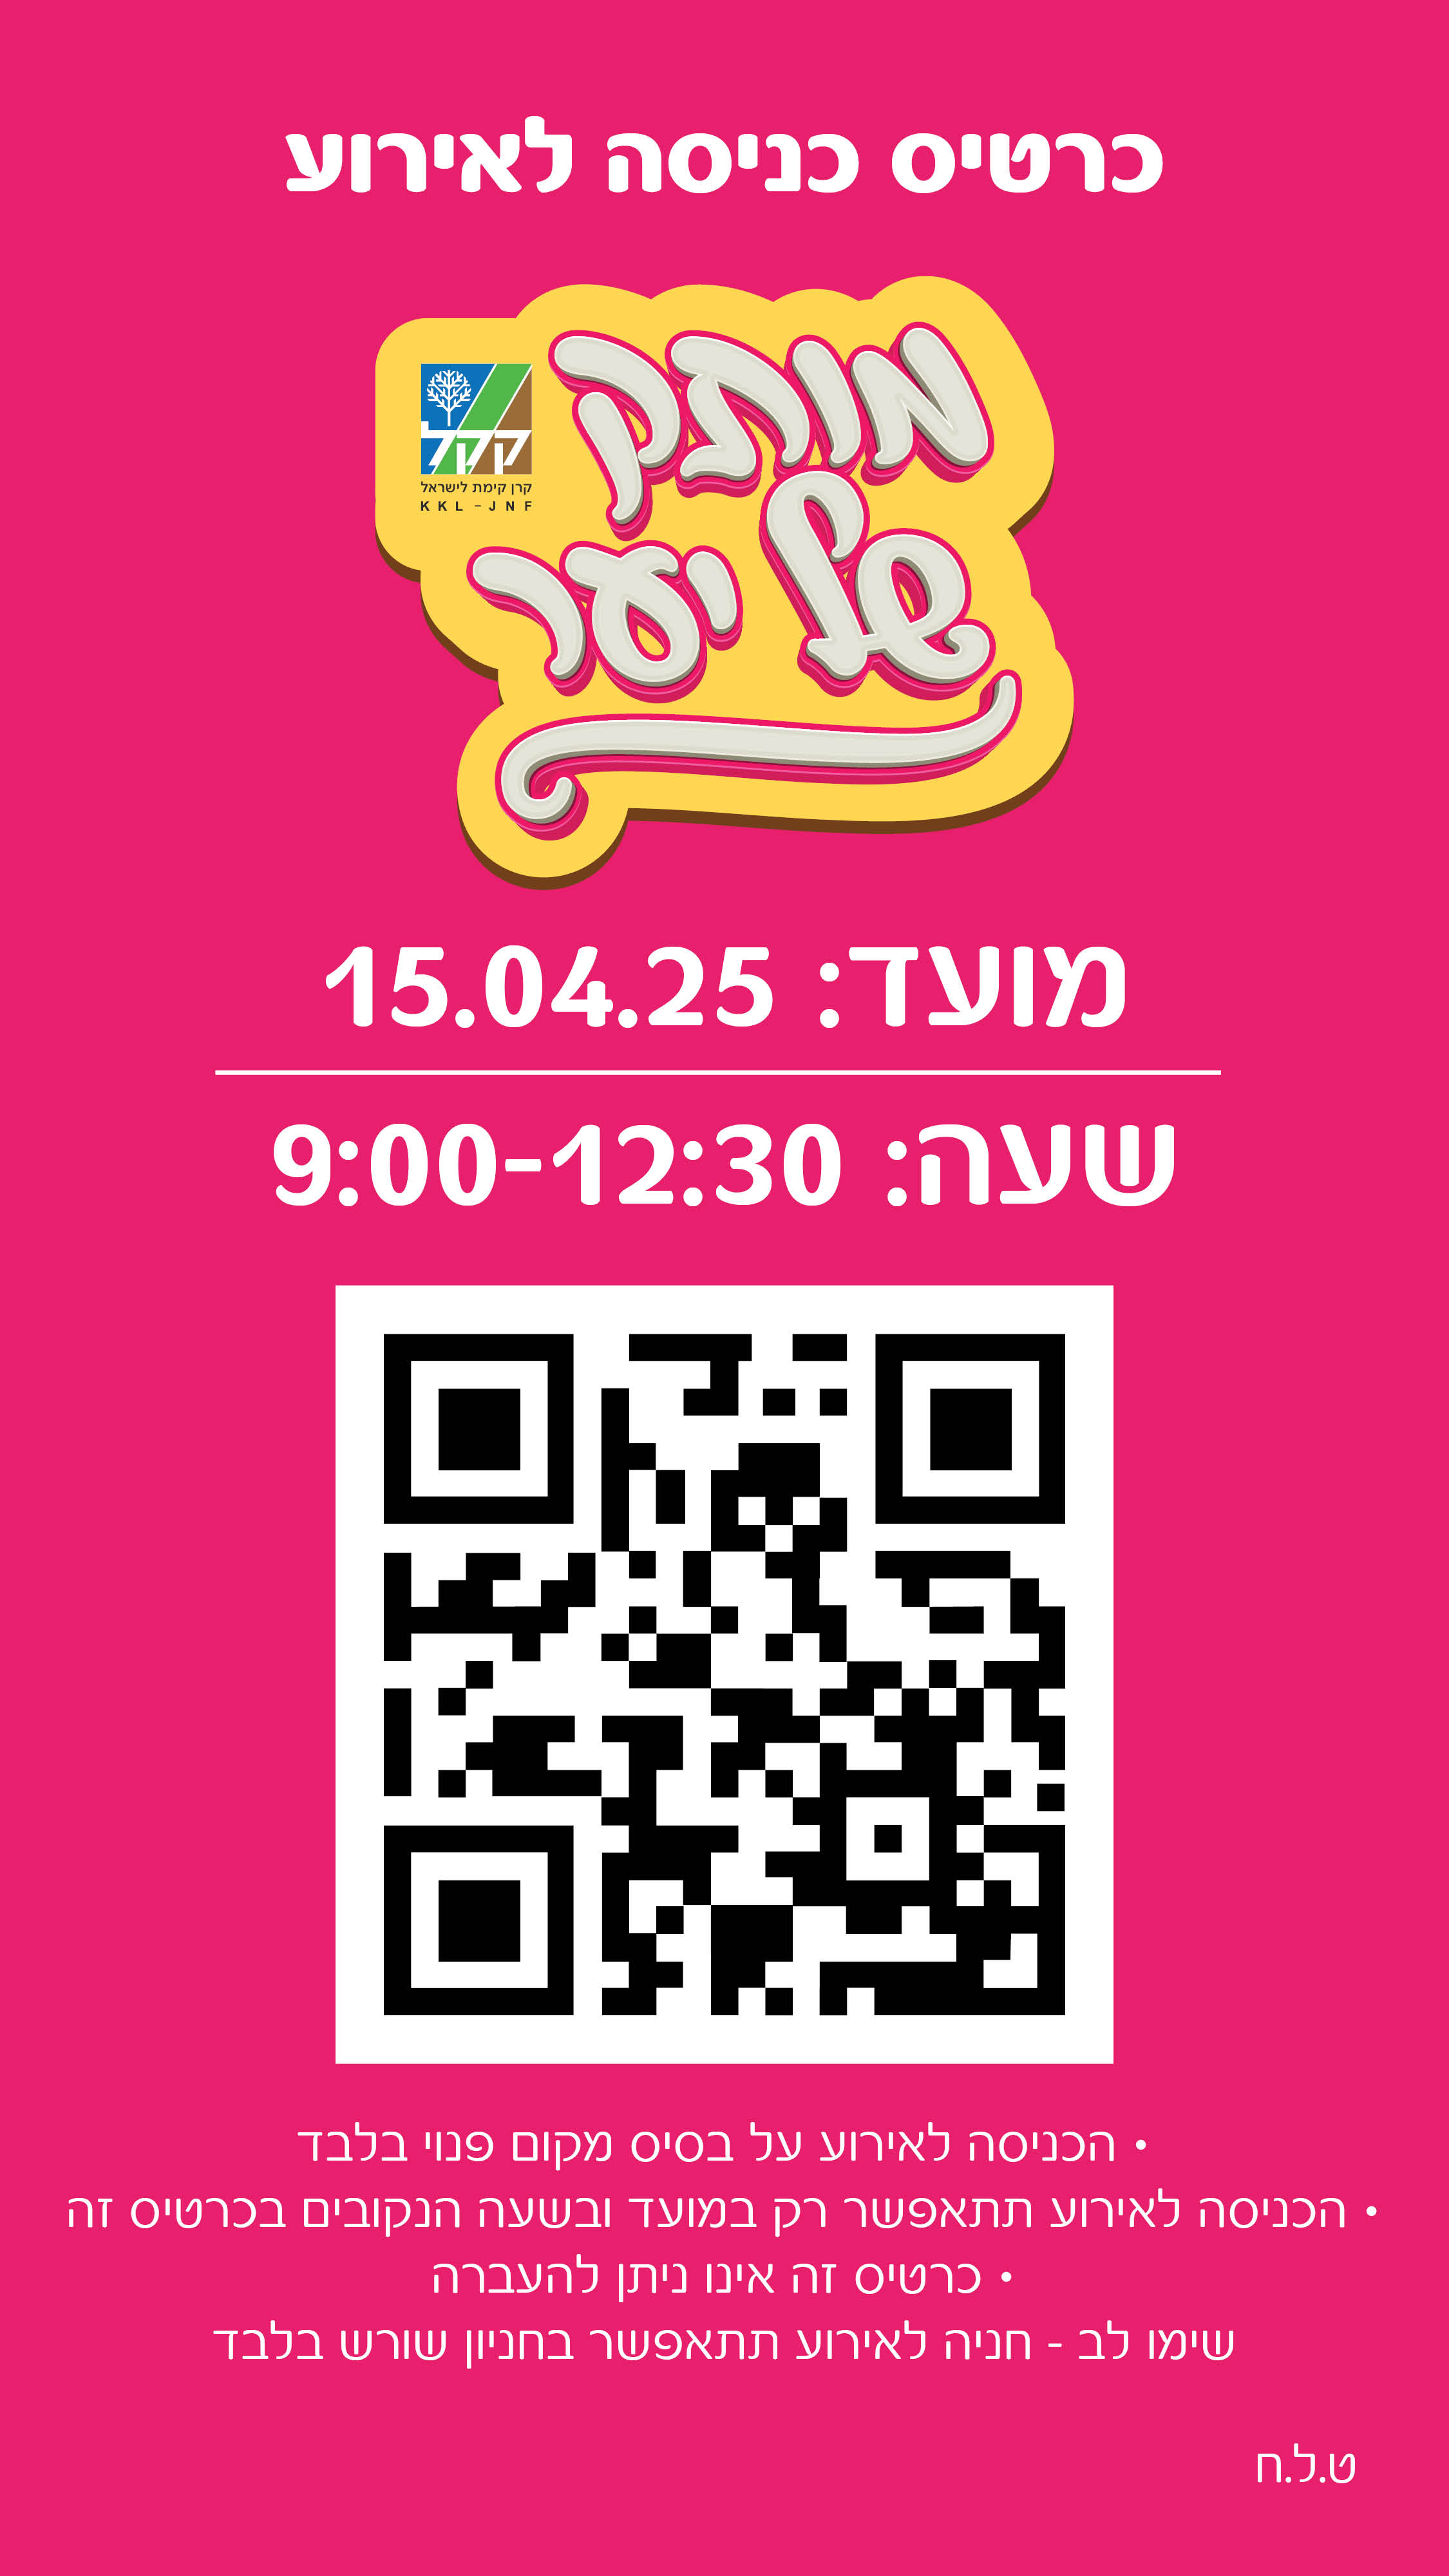 כרטיס כניסה לאירוע
מותק
של יער
קקל
קרן קימת לישראל
KKL-JNF
מועד: 15.04.25
שעה: 9:00-12:30
• הכניסה לאירוע על בסיס מקום פנוי בלבד
• הכניסה לאירוע תתאפשר רק במועד ובשעה הנקובים בכרטיס זה
• כרטיס זה אינו ניתן להעברה
שימו לב - חניה לאירוע תתאפשר בחניון שורש בלבד
ט.ל.ח